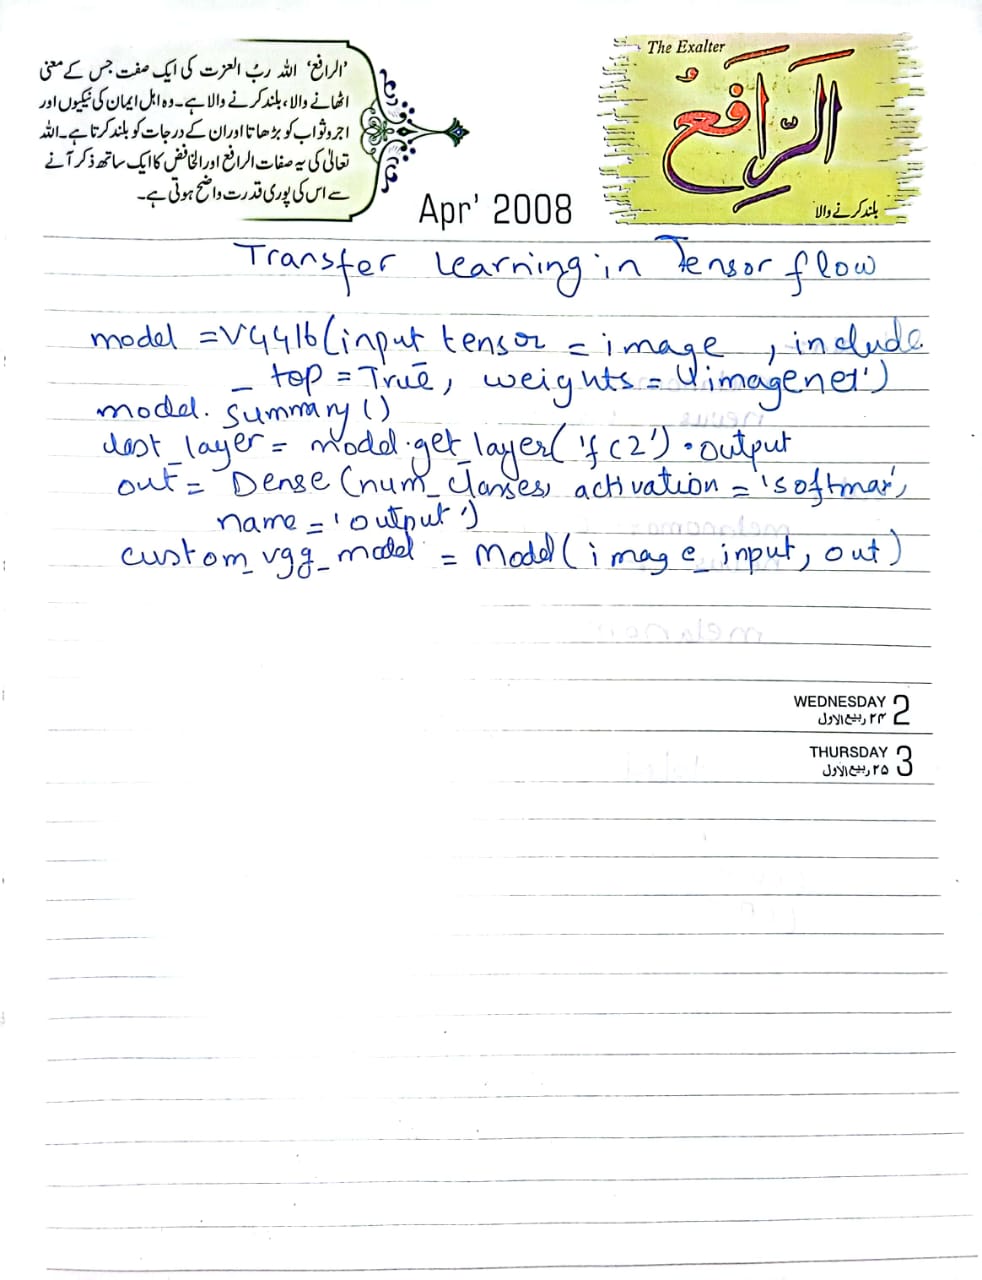 'الرافع' اللہ ربُ العزت کی ایک صفت جس کے معنی
اٹھانے والا، بلند کرنے والا ہے۔ وہ اہل ایمان کی نیکیوں اور
اجر و ثواب کو بڑھاتا اور ان کے درجات کو بلند کرتا ہے۔ اللہ
تعالیٰ کی یہ صفات الرافع اور الخافض کا ایک ساتھ ذکر آنے
سے اس کی پوری قدرت واضح ہوتی ہے۔
The Exalter
الرَّافِعُ
بلند کرنے والا
Apr' 2008
Transfer Learning in Tensor flow
model = VGG16(input tensor = image , include
_ top = True, weights = 'imagenet')
model. summary()
last_layer = model.get_layer('fc2').output
out = Dense (num_classes, activation = 'softmax',
name = 'output')
custom_vgg_model = Model(image_input, out)
WEDNESDAY 2
۲۴ ربیع الاول
THURSDAY 3
۲۵ ربیع الاول